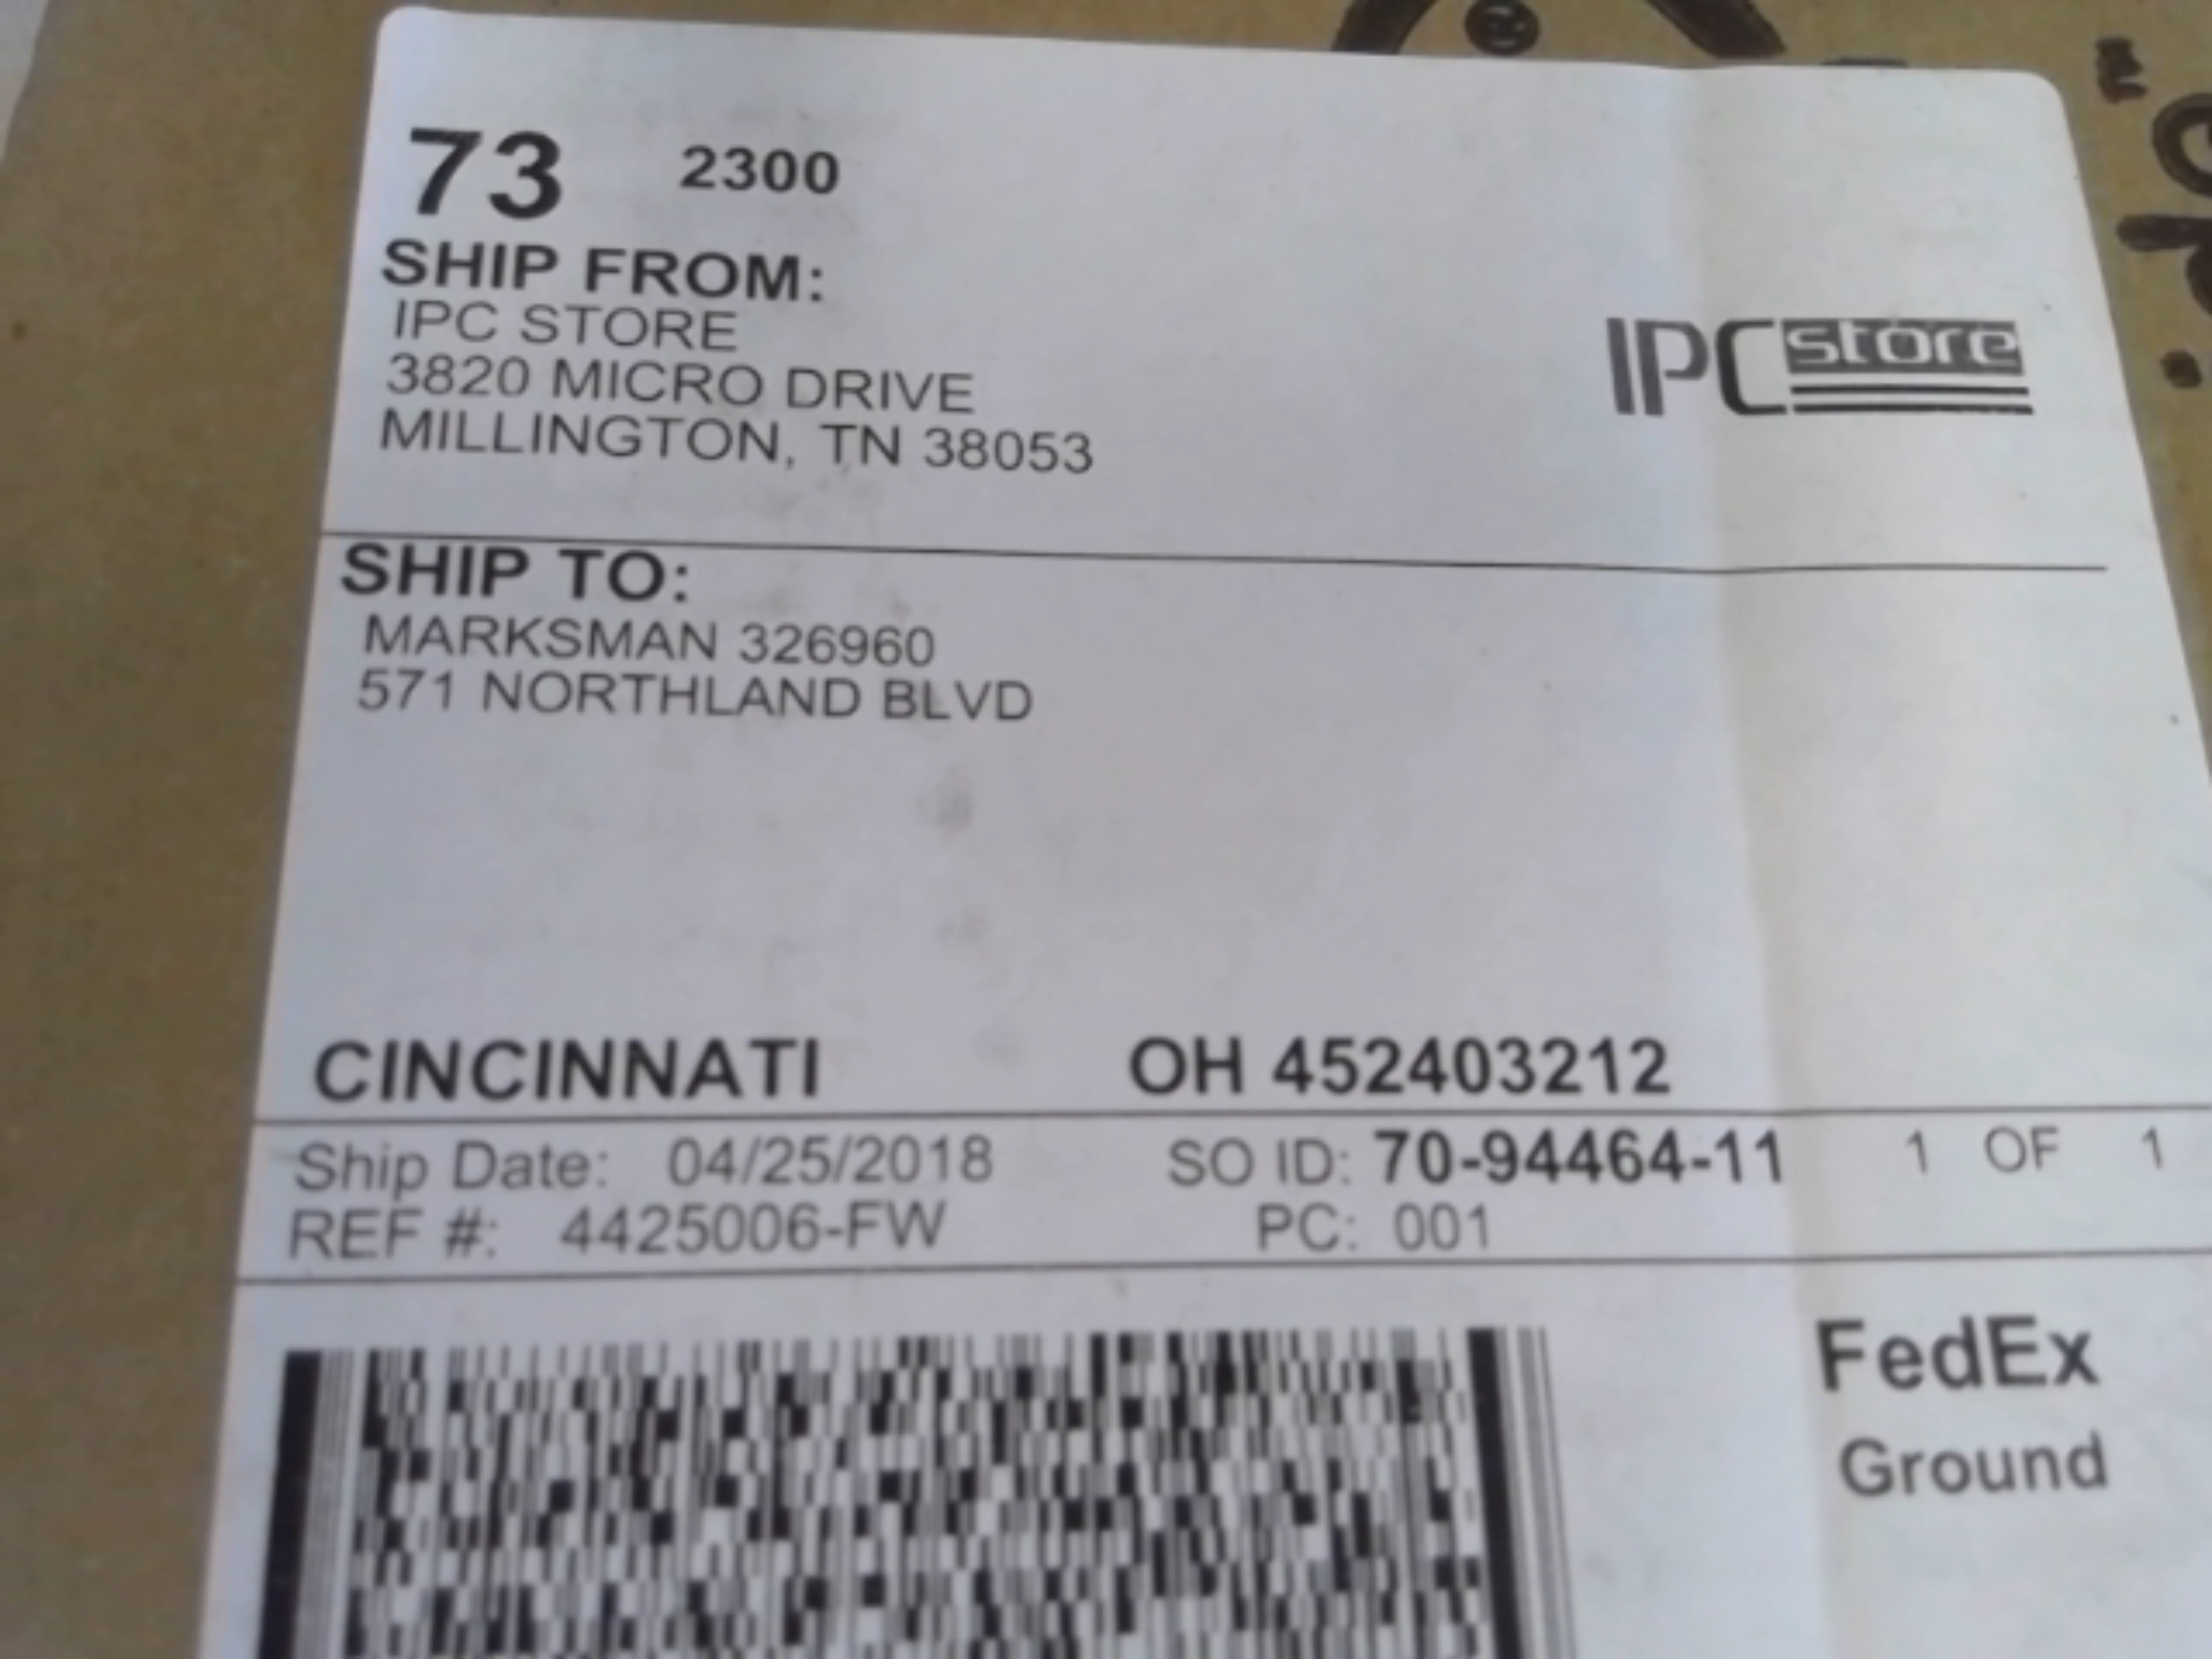 73 2300
SHIP FROM:
IPC STORE
3820 MICRO DRIVE
MILLINGTON, TN 38053
IPC store
SHIP TO:
MARKSMAN 326960
571 NORTHLAND BLVD
CINCINNATI OH 452403212
Ship Date: 04/25/2018 SO ID: 70-94464-11 1 OF 1
REF #: 4425006-FW PC: 001
FedEx
Ground